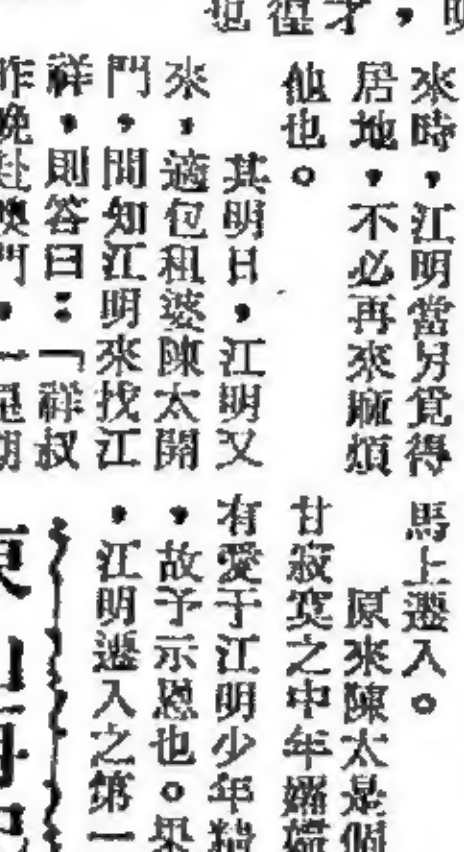 來時，江明當另覓得
居地，不必再來麻煩
他也。
其明日，江明又
來，適包租婆陳太開
門，聞知江明來找江
祥，則答曰：「祥叔
昨晚赴澳門，一星期
馬上遷入。
原來陳太是個
甘寂寞之中年孀
有愛于江明少年精
，故予示恩也。果
，江明遷入之第一